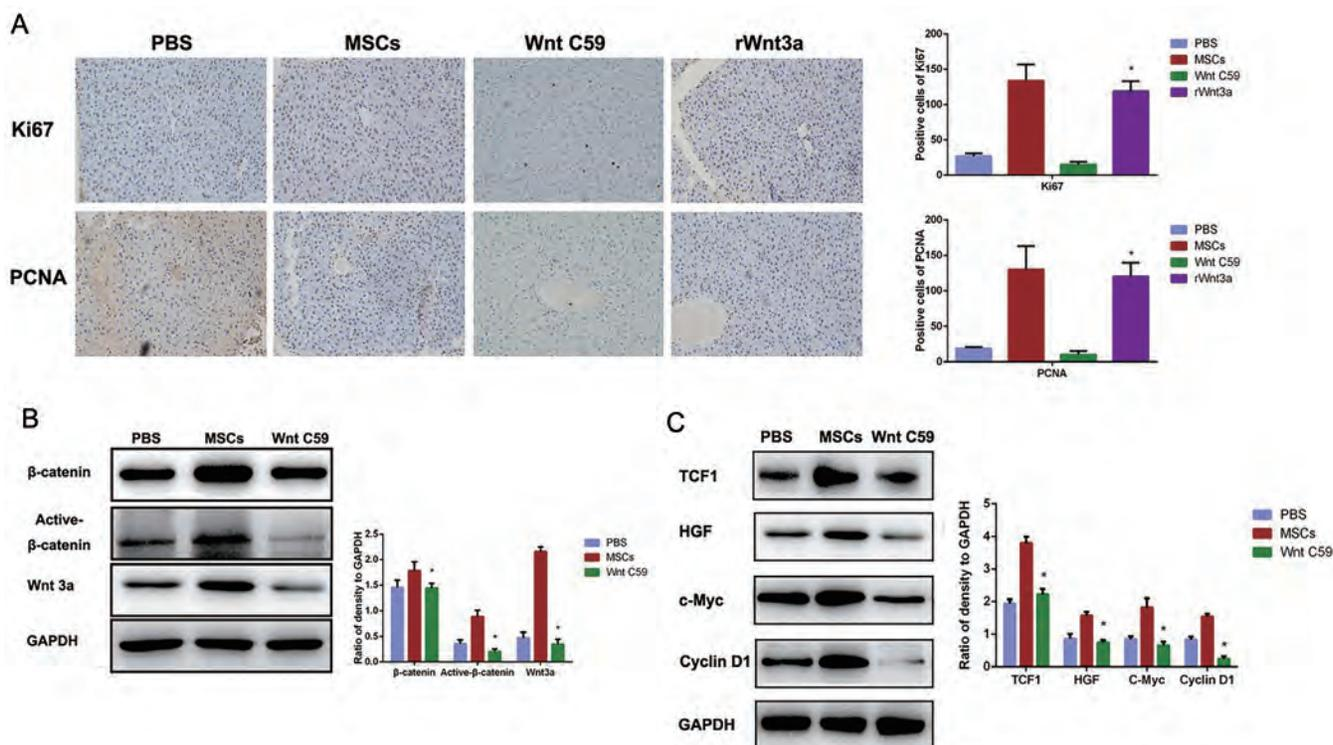 A
PBS
MSCs
Wnt C59
rWnt3a
Ki67
PCNA
Positive cells of Ki67
200
150
100
50
0
*
Ki67
PBS
MSCs
Wnt C59
rWnt3a
Positive cells of PCNA
200
150
100
50
0
*
PCNA
PBS
MSCs
Wnt C59
rWnt3a
B
PBS
MSCs
Wnt C59
β-catenin
Active-
β-catenin
Wnt 3a
GAPDH
Ratio of density to GAPDH
2.5
2.0
1.5
1.0
0.5
0.0
*
*
*
β-catenin
Active-β-catenin
Wnt3a
PBS
MSCs
Wnt C59
C
PBS
MSCs
Wnt C59
TCF1
HGF
c-Myc
Cyclin D1
GAPDH
Ratio of density to GAPDH
5
4
3
2
1
0
*
*
*
*
TCF1
HGF
C-Myc
Cyclin D1
PBS
MSCs
Wnt C59